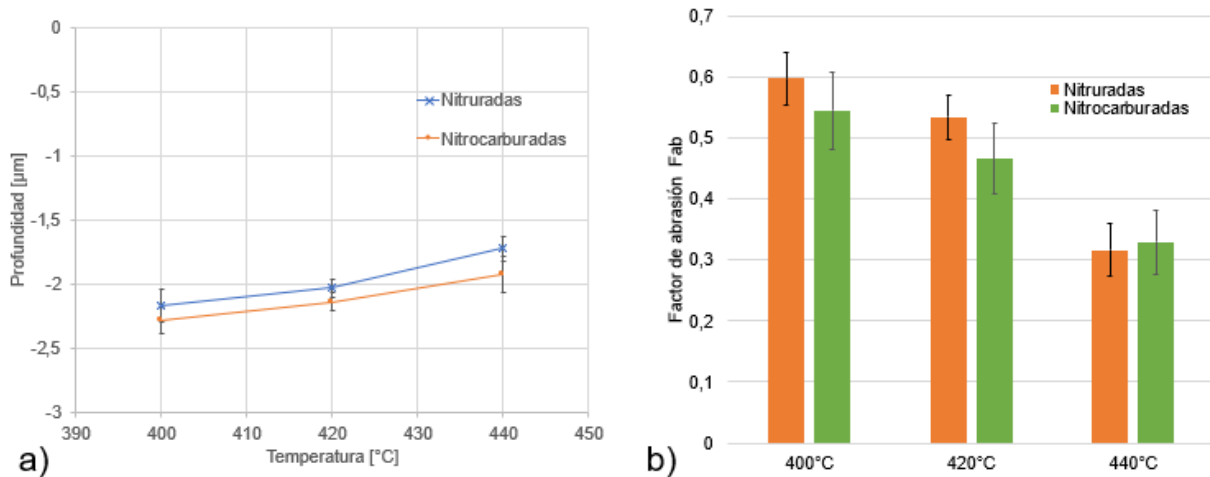 0
-0,5
-1
-1,5
-2
-2,5
-3
Profundidad [µm]
Nitruradas
Nitrocarburadas
390 400 410 420 430 440 450
Temperatura [°C]
a)
0,7
0,6
0,5
0,4
0,3
0,2
0,1
0
Factor de abrasión Fab
Nitruradas
Nitrocarburadas
400°C 420°C 440°C
b)